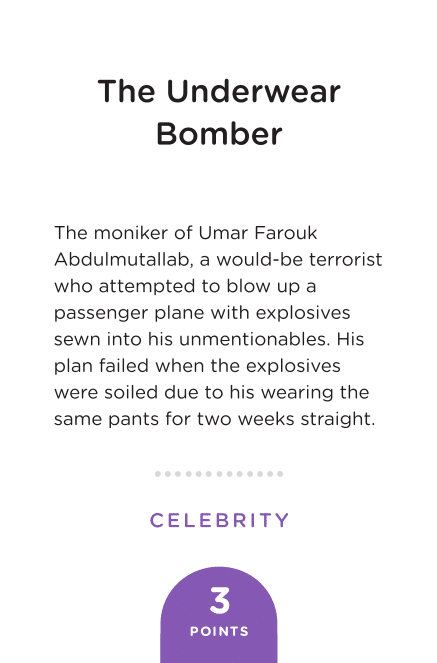 The Underwear
Bomber
The moniker of Umar Farouk
Abdulmutallab, a would-be terrorist
who attempted to blow up a
passenger plane with explosives
sewn into his unmentionables. His
plan failed when the explosives
were soiled due to his wearing the
same pants for two weeks straight.
CELEBRITY
3
POINTS